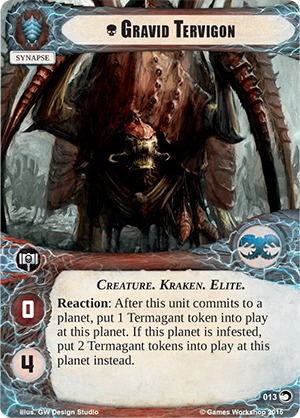 GRAVID TERVIGON
SYNAPSE
CREATURE. KRAKEN. ELITE.
0
Reaction: After this unit commits to a
planet, put 1 Termagant token into play
at this planet. If this planet is infested,
put 2 Termagant tokens into play at this
planet instead.
4
013
Illus. GW Design Studio
© Games Workshop 2015